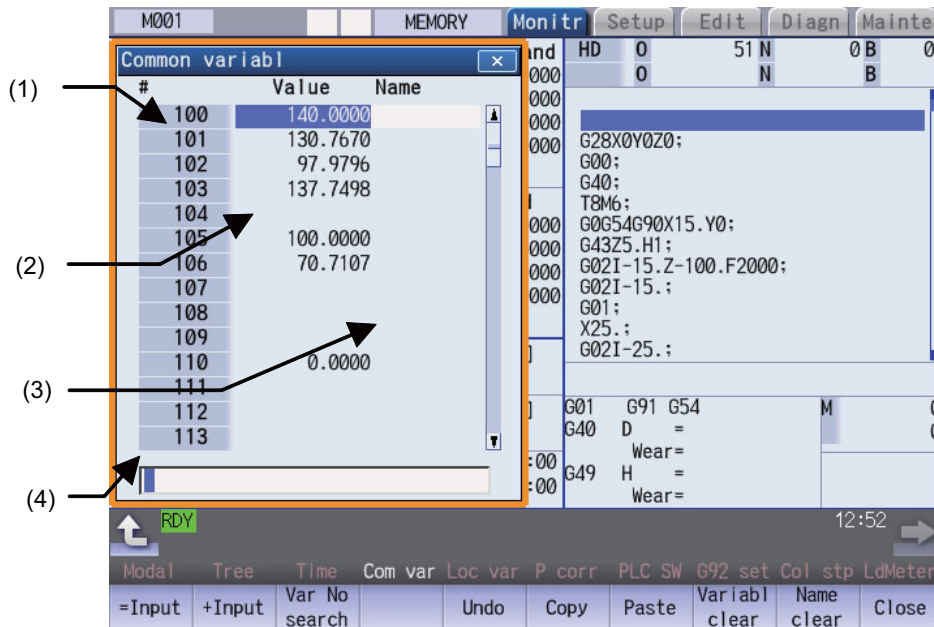 M001 MEMORY Monitr Setup Edit Diagn Mainte
Common variabl
# Value Name
(1)
100 140.0000
101 130.7670
102 97.9796
103 137.7498
104
(2)
105 100.0000
106 70.7107
107
108
109
(3)
110 0.0000
111
112
113
(4)
and
000
000
000
000
000
000
000
000
:00
:00
HD O 51 N 0 B 0
O N B
G28X0Y0Z0;
G00;
G40;
T8M6;
G0G54G90X15.Y0;
G43Z5.H1;
G02I-15.Z-100.F2000;
G02I-15.;
G01;
X25.;
G02I-25.;
G01 G91 G54 M
G40 D =
Wear=
G49 H =
Wear=
RDY 12:52
Modal Tree Time Com var Loc var P corr PLC SW G92 set Col stp LdMeter
=Input +Input Var No search Undo Copy Paste Variabl clear Name clear Close